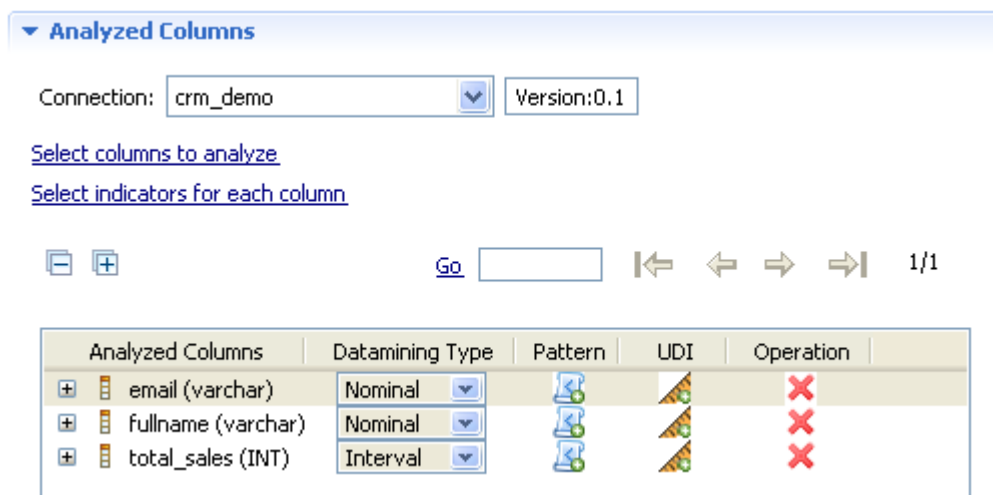 Analyzed Columns
Connection: crm_demo Version:0.1
Select columns to analyze
Select indicators for each column
Go 1/1
Analyzed Columns Datamining Type Pattern UDI Operation
email (varchar) Nominal
fullname (varchar) Nominal
total_sales (INT) Interval